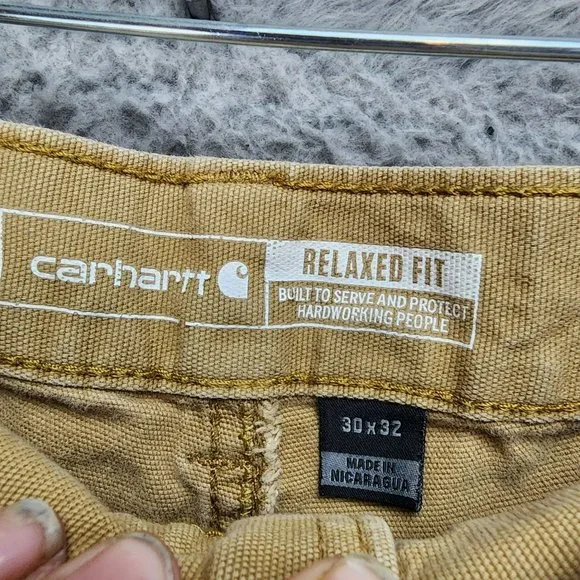 carhartt
RELAXED FIT
BUILT TO SERVE AND PROTECT
HARDWORKING PEOPLE
30 x 32
MADE IN
NICARAGUA